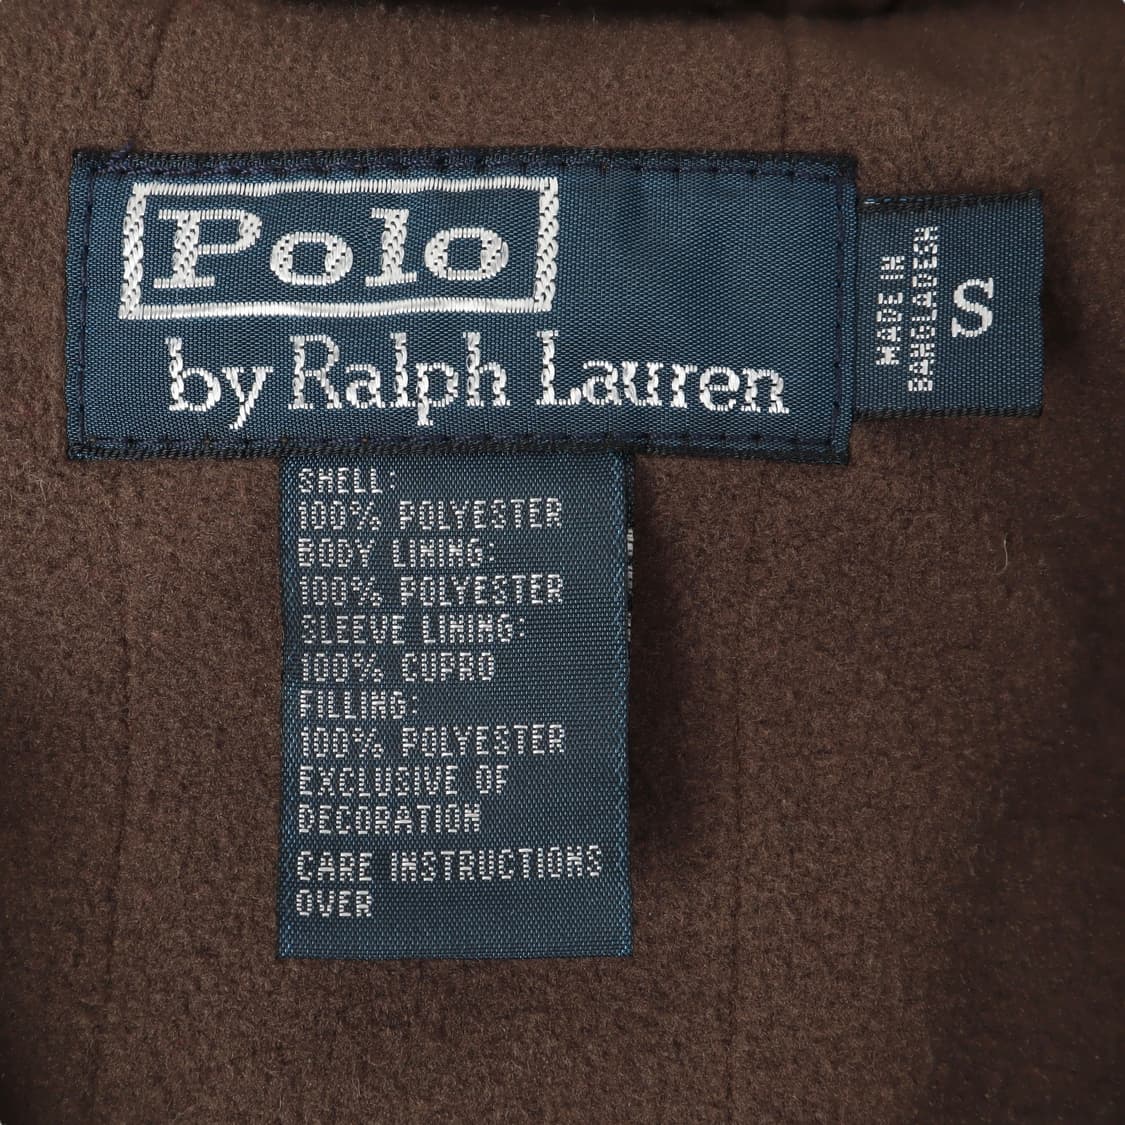 Polo
by Ralph Lauren
MADE IN
BANGLADESH
S
SHELL:
100% POLYESTER
BODY LINING:
100% POLYESTER
SLEEVE LINING:
100% CUPRO
FILLING:
100% POLYESTER
EXCLUSIVE OF
DECORATION
CARE INSTRUCTIONS
OVER